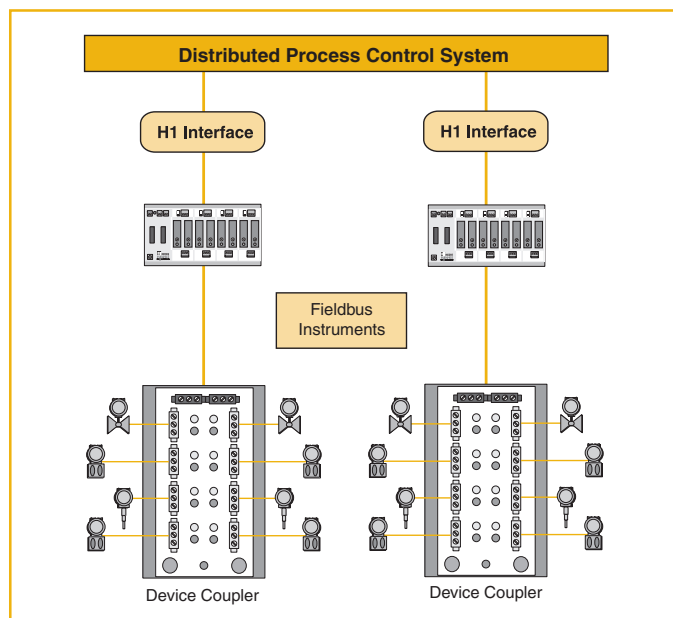 Distributed Process Control System
H1 Interface
H1 Interface
Fieldbus
Instruments
Device Coupler
Device Coupler